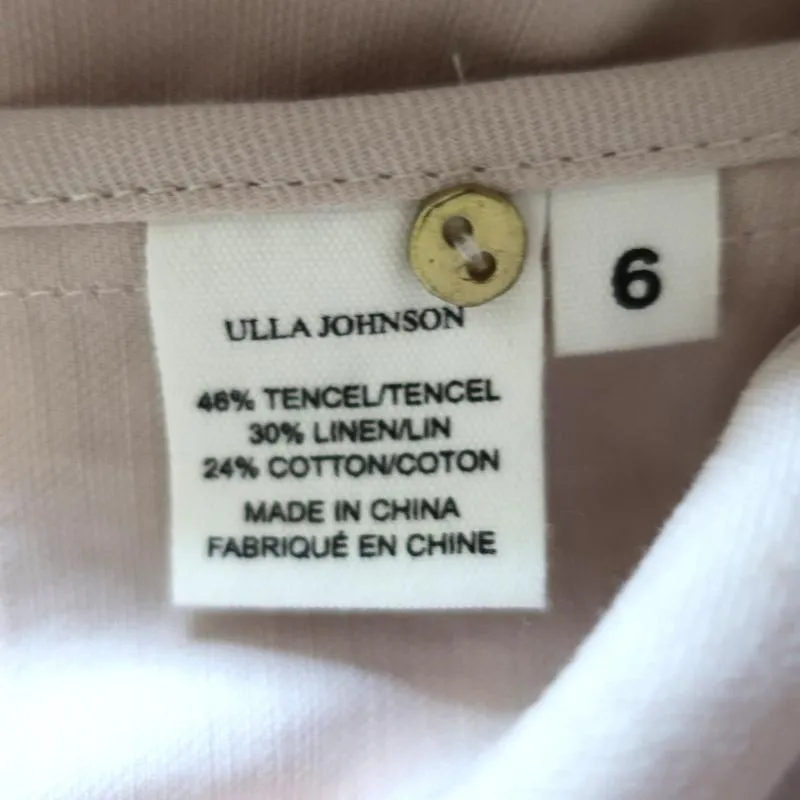 ULLA JOHNSON
46% TENCEL/TENCEL
30% LINEN/LIN
24% COTTON/COTON
MADE IN CHINA
FABRIQUÉ EN CHINE
6